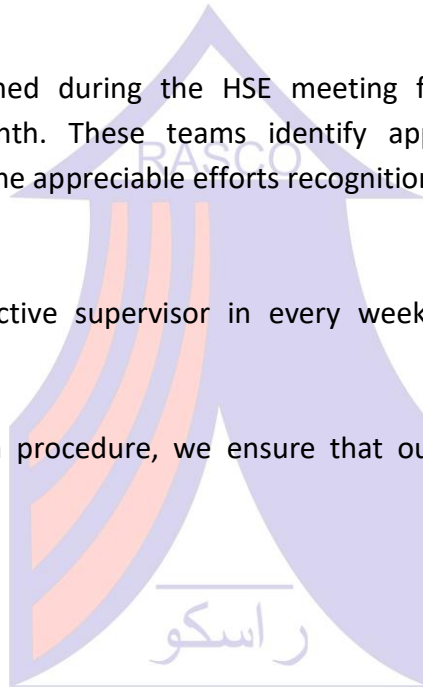 ned during the HSE meeting f
nth. These teams identify app
RASCO
ne appreciable efforts recognition
ctive supervisor in every week
procedure, we ensure that ou
راسكو